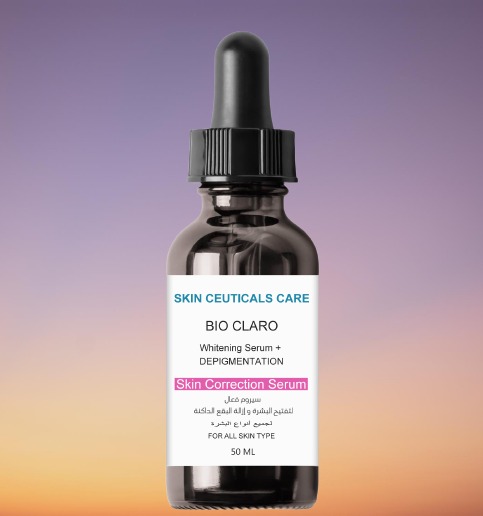 SKIN CEUTICALS CARE
BIO CLARO
Whitening Serum +
DEPIGMENTATION
Skin Correction Serum
سيروم فعال
لتفتيح البشرة و إزالة البقع الداكنة
لجميع أنواع البشرة
FOR ALL SKIN TYPE
50 ML